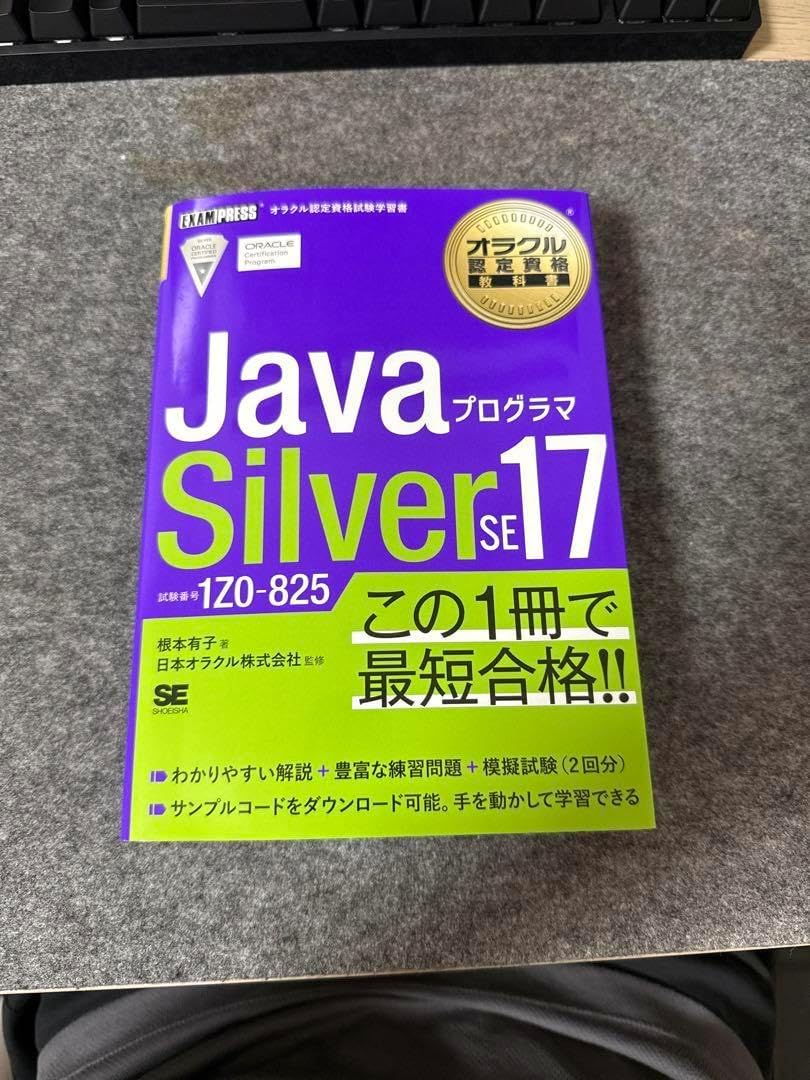 EXAMPRESS® オラクル認定資格試験学習書
SILVER
ORACLE
CERTIFIED
ORACLE
Certification
Program
®
オラクル
認定資格
教科書
Java プログラマ
Silver SE 17
試験番号 1Z0-825
この1冊で
最短合格!!
根本有子 著
日本オラクル株式会社 監修
SE
SHOEISHA
わかりやすい解説+豊富な練習問題+模擬試験(2回分)
サンプルコードをダウンロード可能。手を動かして学習できる